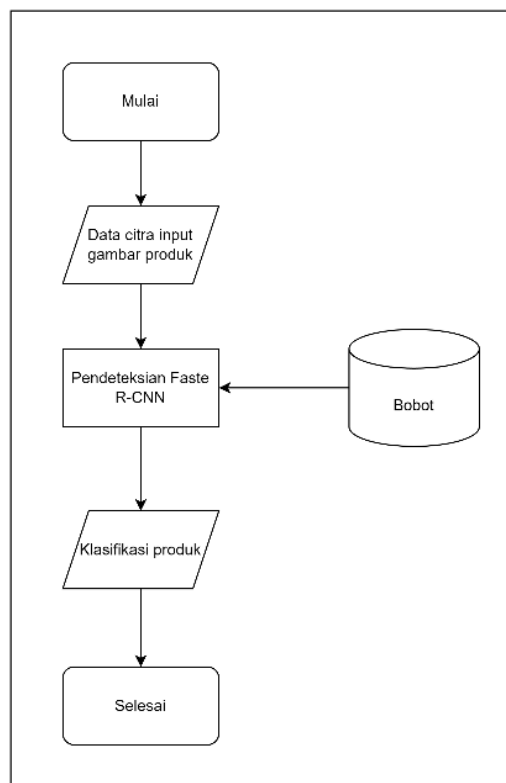 Mulai
Data citra input
gambar produk
Pendeteksian Faste
R-CNN
Bobot
Klasifikasi produk
Selesai